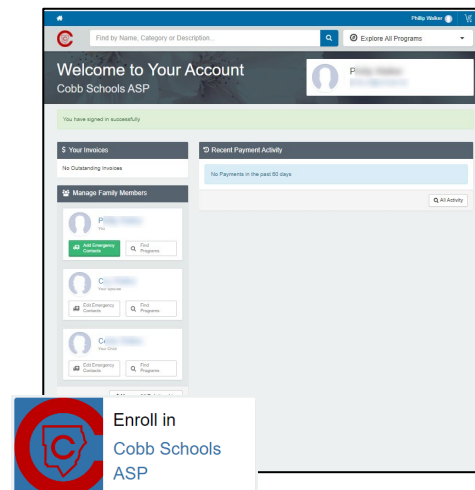 Phillip Walker
Find by Name, Category or Description...
Explore All Programs
Welcome to Your Account
Cobb Schools ASP
P
You have signed in successfully
$ Your Invoices
No Outstanding Invoices
Recent Payment Activity
No Payments in the past 60 days
All Activity
Manage Family Members
P
You
Add Emergency Contacts
Find Programs
C
Your Spouse
Edit Emergency Contacts
Find Programs
C
Your Child
Edit Emergency Contacts
Find Programs
Enroll in
Cobb Schools
ASP
C